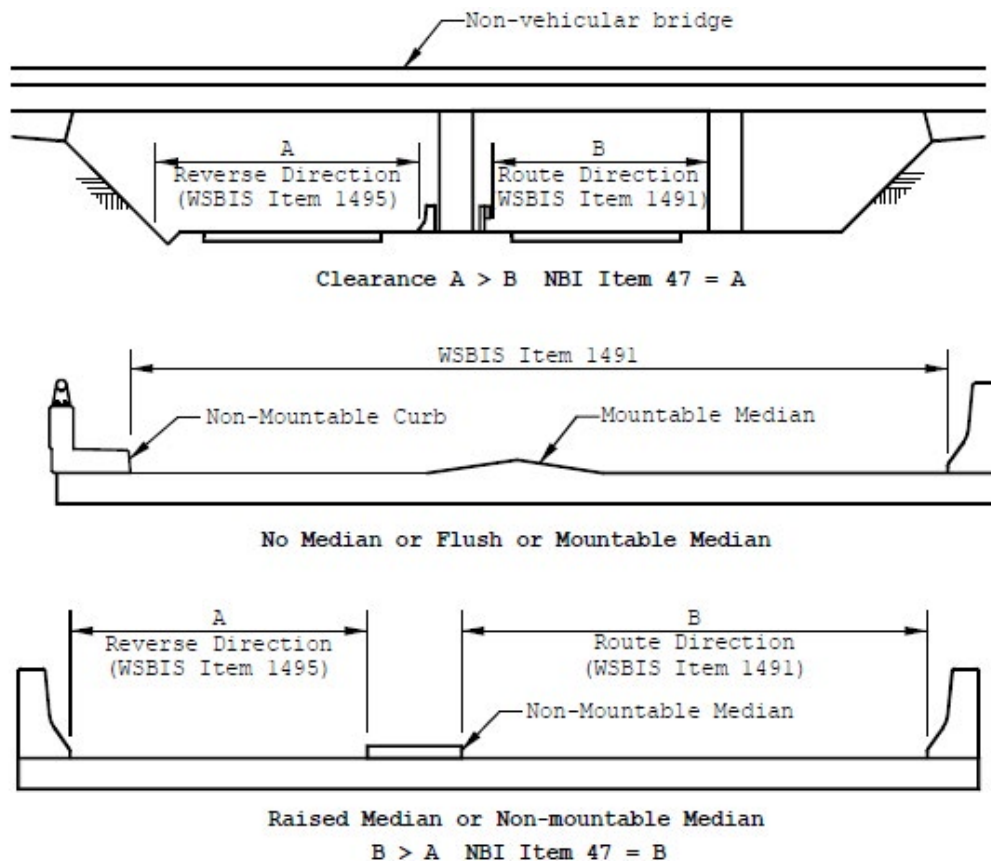 Non-vehicular bridge
A
Reverse Direction
(WSBIS Item 1495)
B
Route Direction
WSBIS Item 1491)
Clearance A > B NBI Item 47 = A
WSBIS Item 1491
Non-Mountable Curb
Mountable Median
No Median or Flush or Mountable Median
A
Reverse Direction
(WSBIS Item 1495)
B
Route Direction
(WSBIS Item 1491)
Non-Mountable Median
Raised Median or Non-mountable Median
B > A NBI Item 47 = B